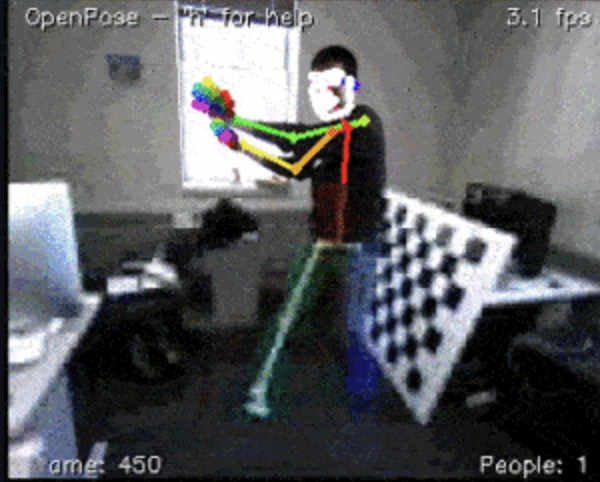 OpenPose - 'h' for help
3.1 fps
ame: 450
People: 1